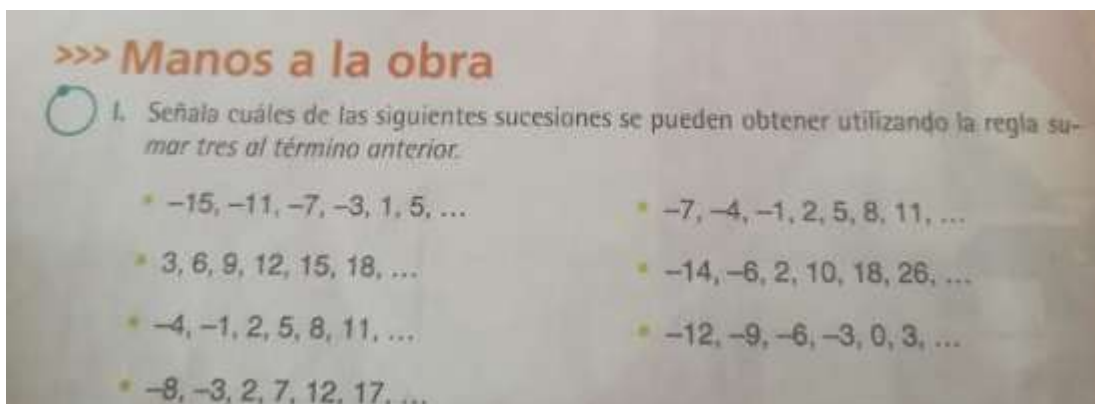 >>> Manos a la obra
I. Señala cuáles de las siguientes sucesiones se pueden obtener utilizando la regla su-
mar tres al término anterior.
• –15, –11, –7, –3, 1, 5, ...
• 3, 6, 9, 12, 15, 18, ...
• –4, –1, 2, 5, 8, 11, ...
• –8, –3, 2, 7, 12, 17, ...
• –7, –4, –1, 2, 5, 8, 11, ...
• –14, –6, 2, 10, 18, 26, ...
• –12, –9, –6, –3, 0, 3, ...